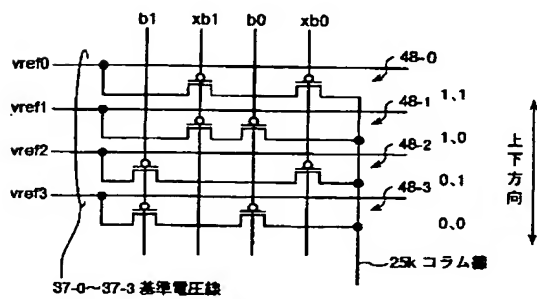 b1 xb1 b0 xb0
vref0 48-0
1、1
vref1 48-1
1、0
vref2 48-2
0、1
vref3 48-3
0、0
上下方向
25k コラム線
37-0～37-3 基準電圧線